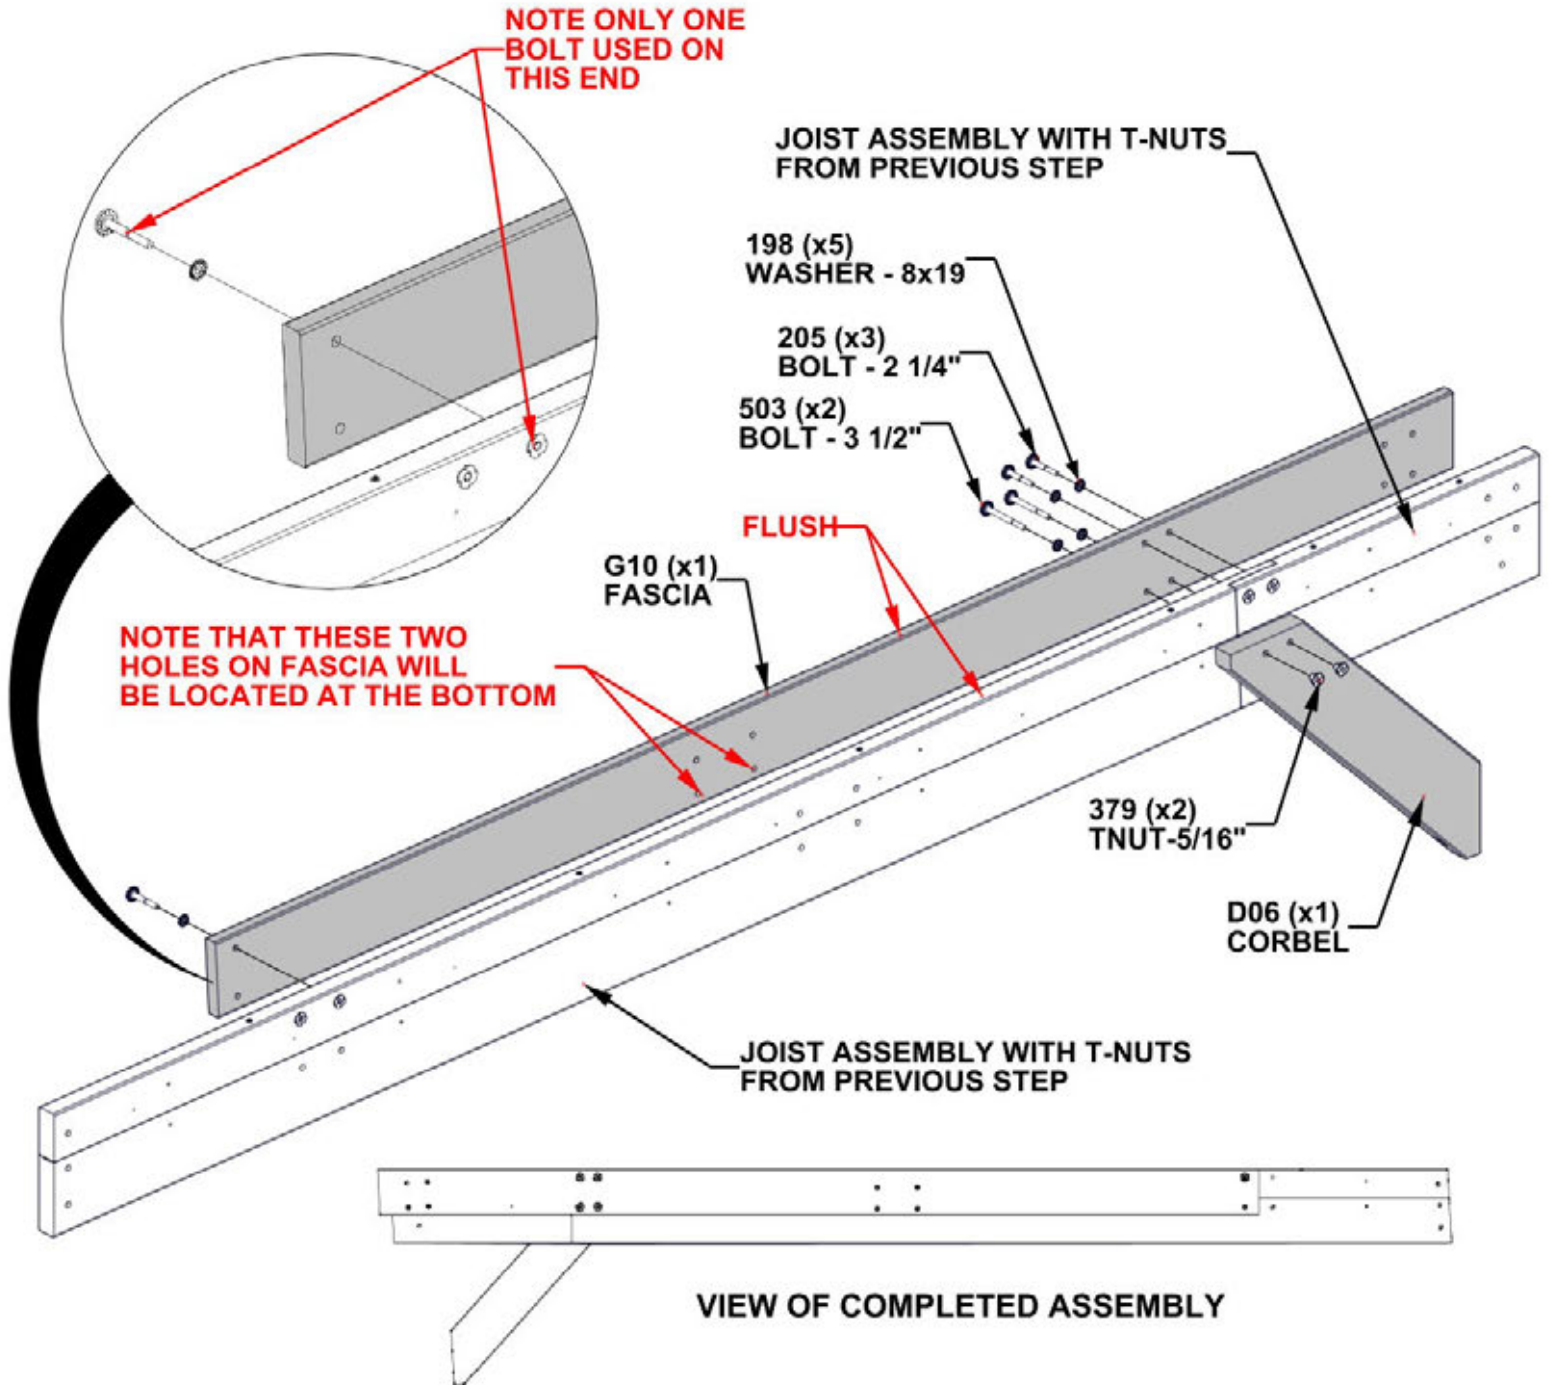 NOTE ONLY ONE
BOLT USED ON
THIS END
JOIST ASSEMBLY WITH T-NUTS
FROM PREVIOUS STEP
198 (x5)
WASHER - 8x19
205 (x3)
BOLT - 2 1/4"
503 (x2)
BOLT - 3 1/2"
FLUSH
G10 (x1)
FASCIA
NOTE THAT THESE TWO
HOLES ON FASCIA WILL
BE LOCATED AT THE BOTTOM
379 (x2)
TNUT-5/16"
D06 (x1)
CORBEL
JOIST ASSEMBLY WITH T-NUTS
FROM PREVIOUS STEP
VIEW OF COMPLETED ASSEMBLY